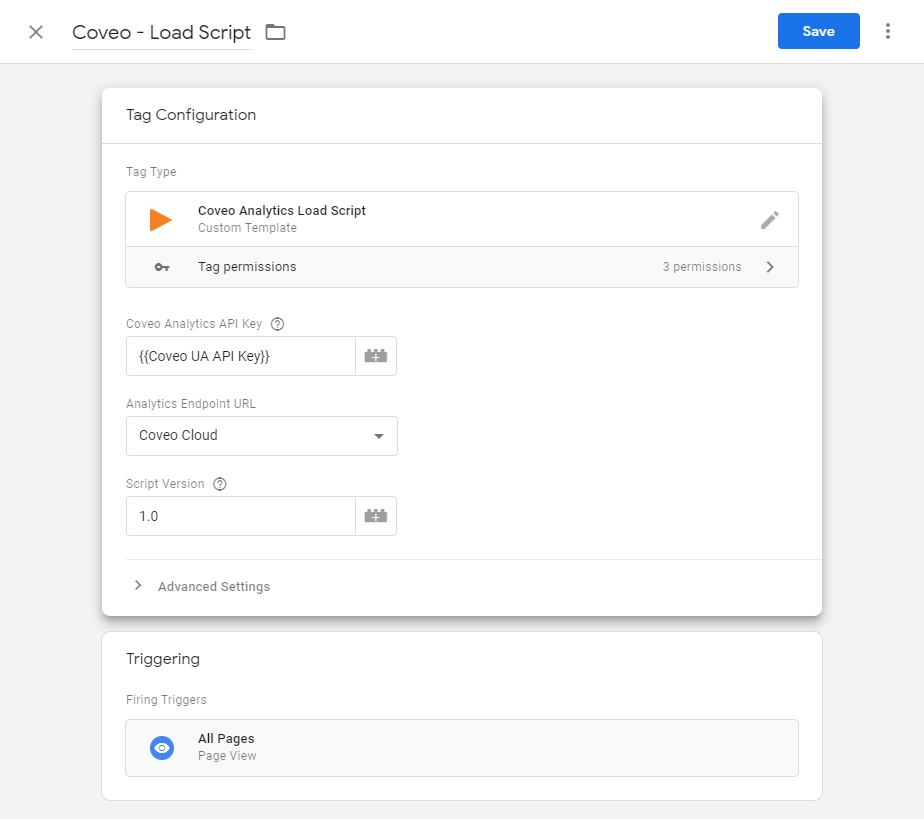 Coveo - Load Script
Save
Tag Configuration
Tag Type
Coveo Analytics Load Script
Custom Template
Tag permissions
3 permissions
Coveo Analytics API Key
{{Coveo UA API Key}}
Analytics Endpoint URL
Coveo Cloud
Script Version
1.0
Advanced Settings
Triggering
Firing Triggers
All Pages
Page View